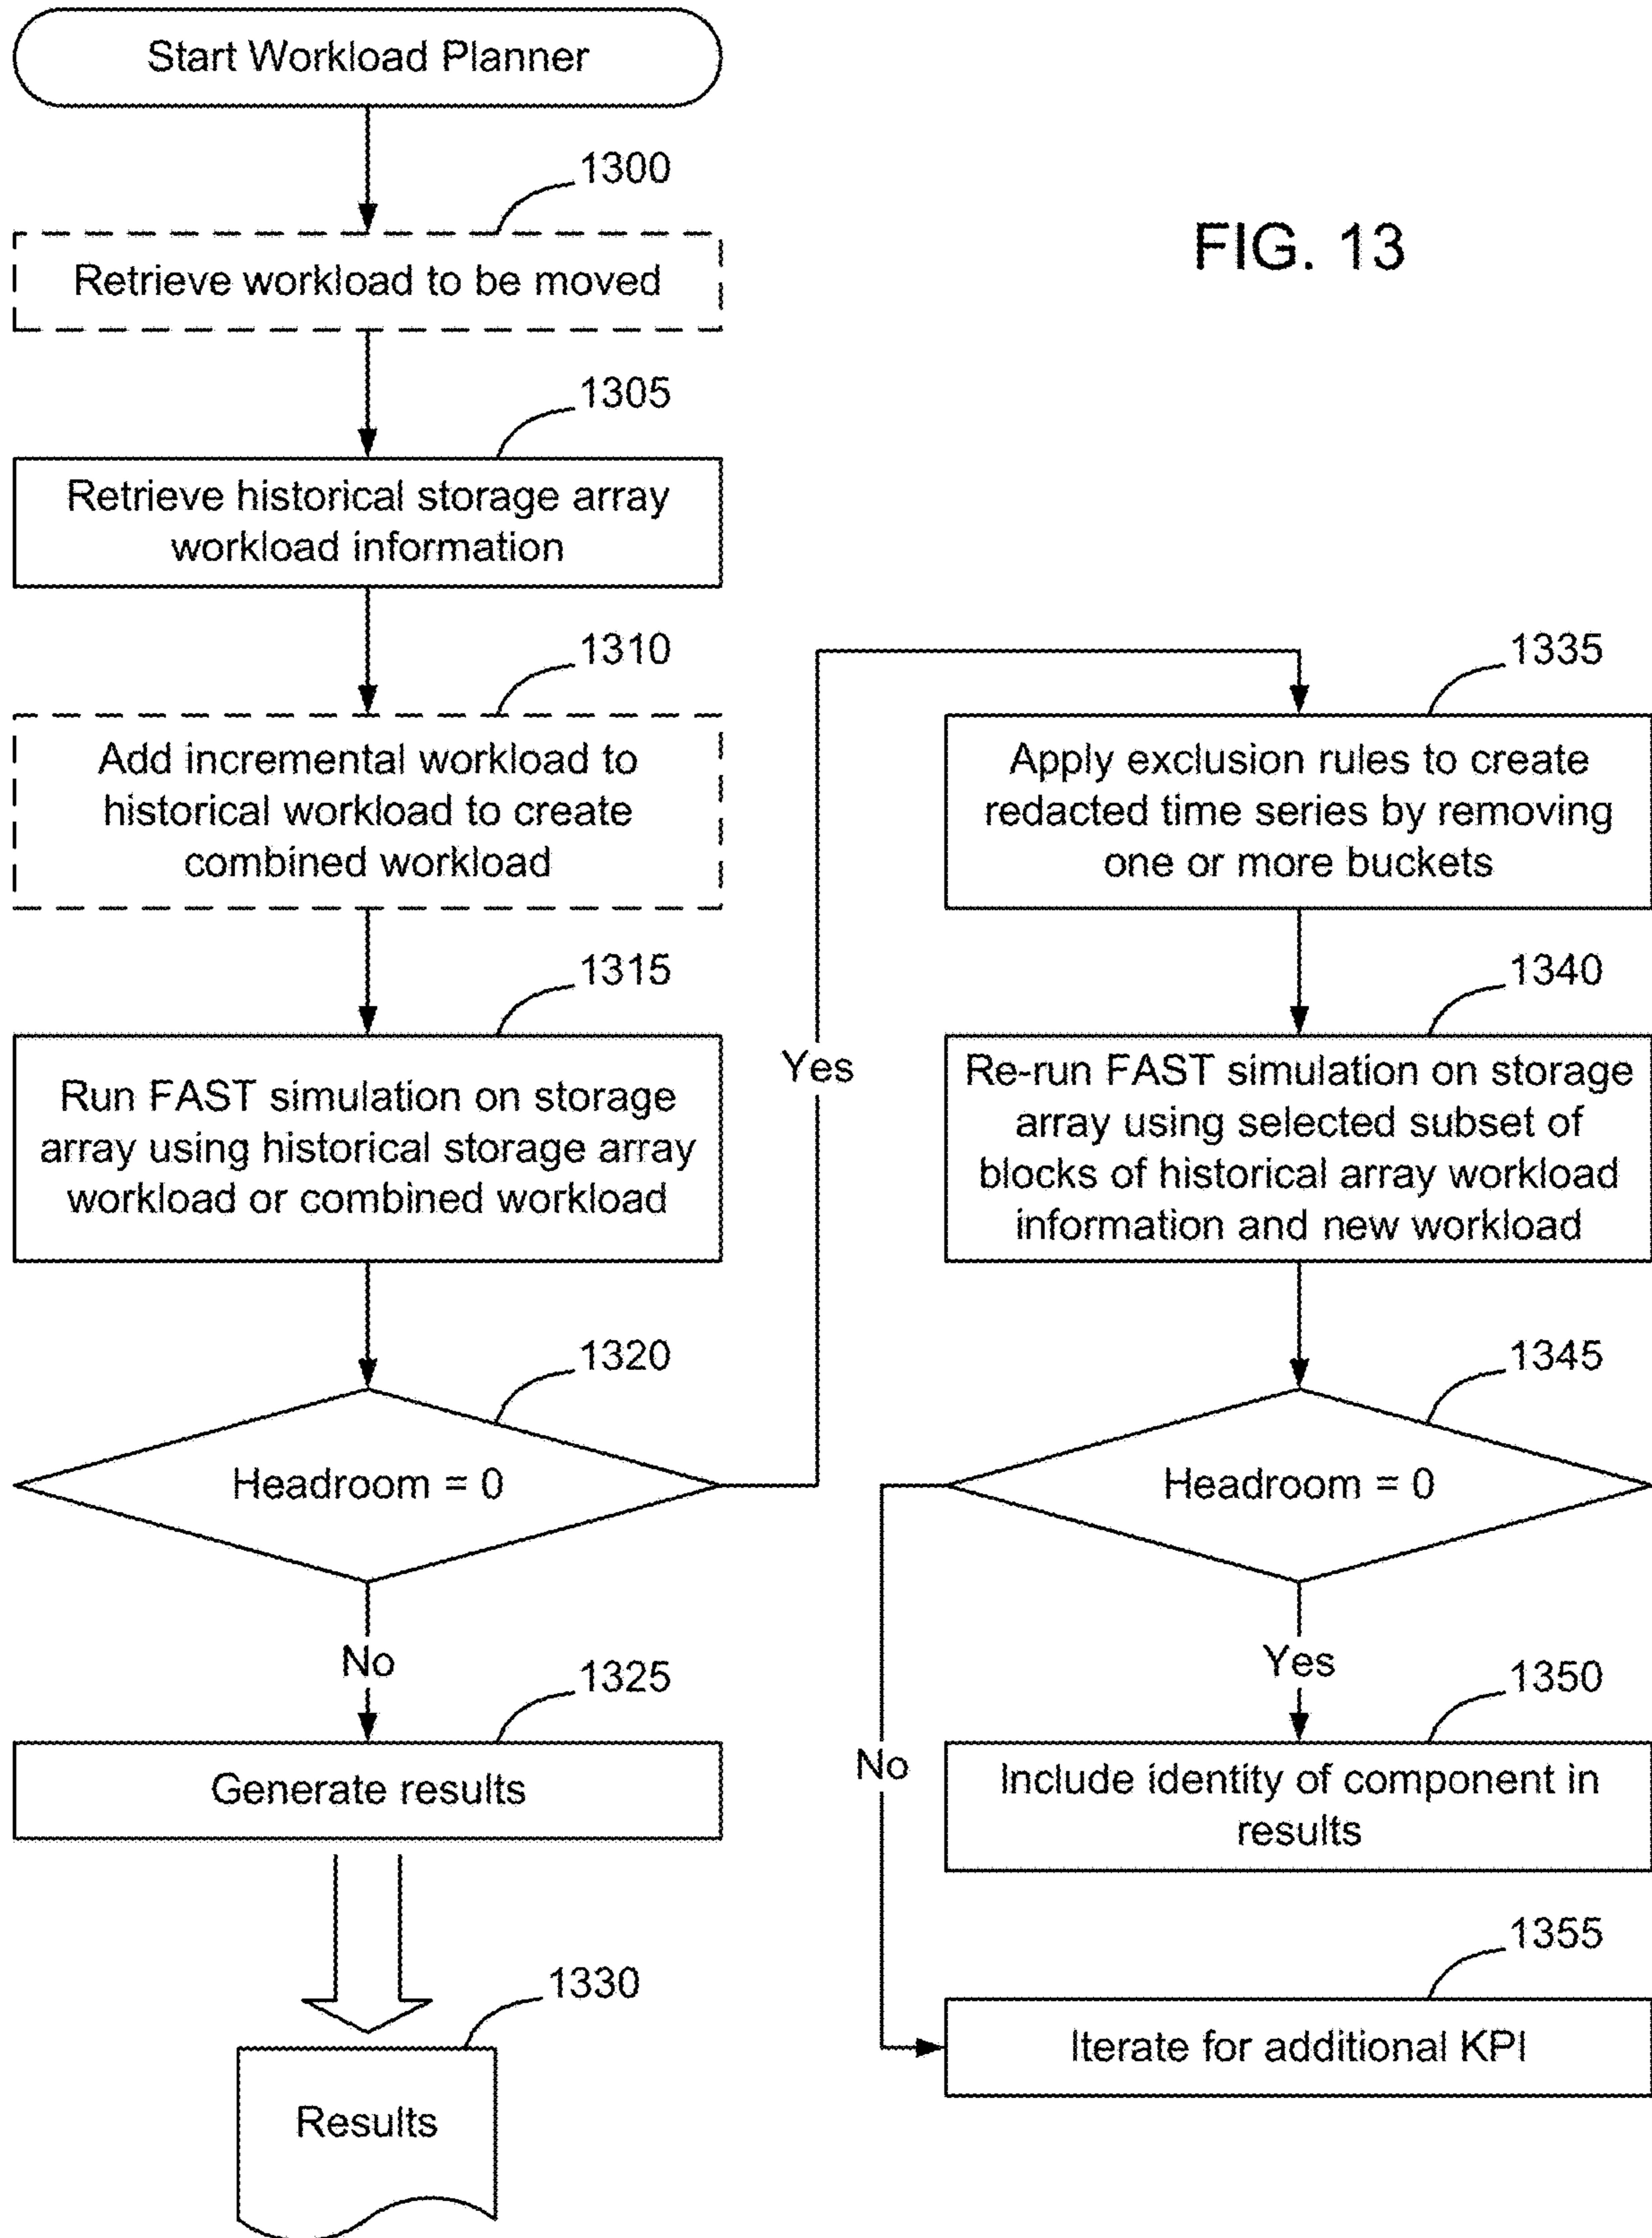 Start Workload Planner
1300
Retrieve workload to be moved
FIG. 13
1305
Retrieve historical storage array
workload information
1310
Add incremental workload to
historical workload to create
combined workload
1315
Run FAST simulation on storage
array using historical storage array
workload or combined workload
1320
Headroom = 0
No
1325
Generate results
1330
Results
Yes
1335
Apply exclusion rules to create
redacted time series by removing
one or more buckets
1340
Re-run FAST simulation on storage
array using selected subset of
blocks of historical array workload
information and new workload
1345
Headroom = 0
Yes
1350
Include identity of component in
results
No
1355
Iterate for additional KPI